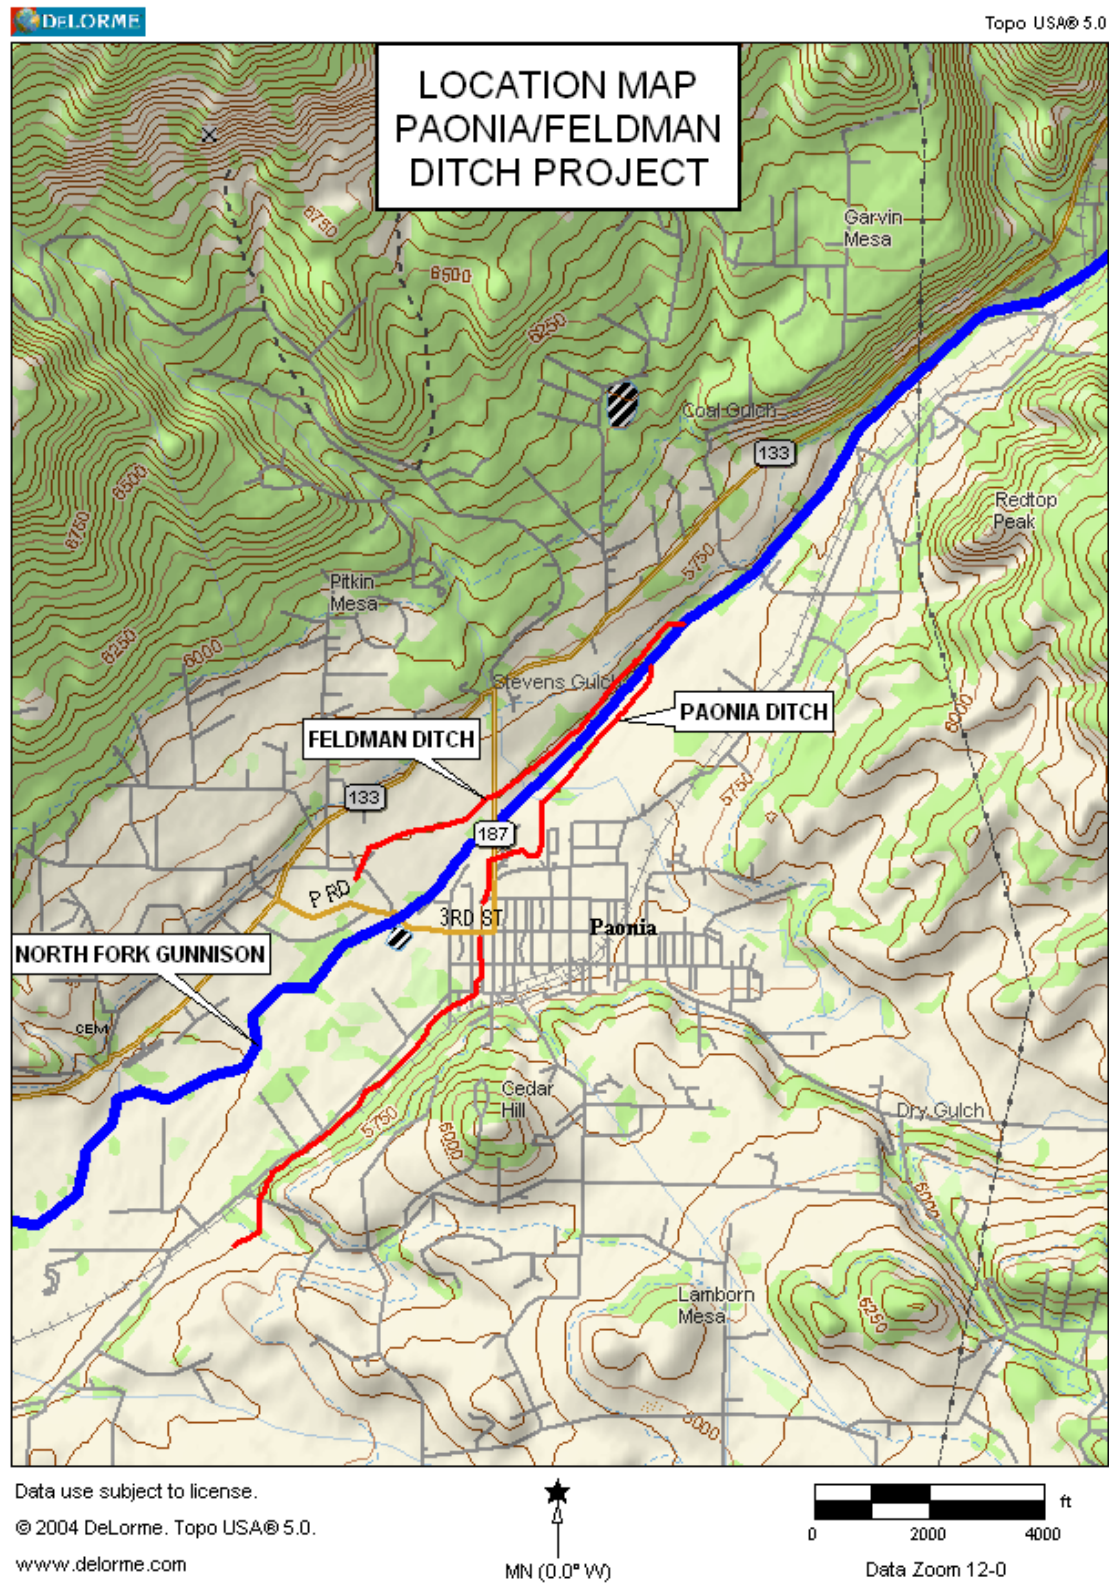 DELORME
Topo USA® 5.0
LOCATION MAP
PAONIA/FELDMAN
DITCH PROJECT
Garvin
Mesa
6750
6500
6250
Coal Gulch
133
6500
6750
Redtop
Peak
5750
Pitkin
Mesa
6250
6000
Stevens Gulch
PAONIA DITCH
6000
FELDMAN DITCH
5750
133
187
P RD
3RD ST
Paonia
NORTH FORK GUNNISON
CEM
Cedar
Hill
5750
6000
Dry Gulch
6000
Lamborn
Mesa
6250
6000
Data use subject to license.
© 2004 DeLorme. Topo USA® 5.0.
www.delorme.com
MN (0.0° W)
ft
0 2000 4000
Data Zoom 12-0